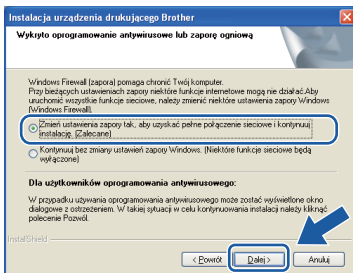 Instalacja urządzenia drukującego Brother
Wykryto oprogramowanie antywirusowe lub zaporę ogniową
Windows Firewall (zapora) pomaga chronić Twój komputer.
Przy bieżących ustawieniach zapory niektóre funkcje internetowe mogą nie działać.Aby
uruchomić wszystkie funkcje sieciowe, należy zmienić niektóre ustawienia zapory Windows
(Windows Firewall).
Zmień ustawienia zapory tak, aby uzyskać pełne połączenie sieciowe i kontynuuj
instalację. (Zalecane)
Kontynuuj bez zmiany ustawień zapory Windows. (Niektóre funkcje sieciowe będą
wyłączone)
Dla użytkowników oprogramowania antywirusowego:
W przypadku używania oprogramowania antywirusowego może zostać wyświetlone okno
dialogowe z ostrzeżeniem. W takiej sytuacji w celu kontynuowania instalacji należy kliknąć
polecenie Pozwól.
InstallShield
< Powrót
Dalej >
Anuluj